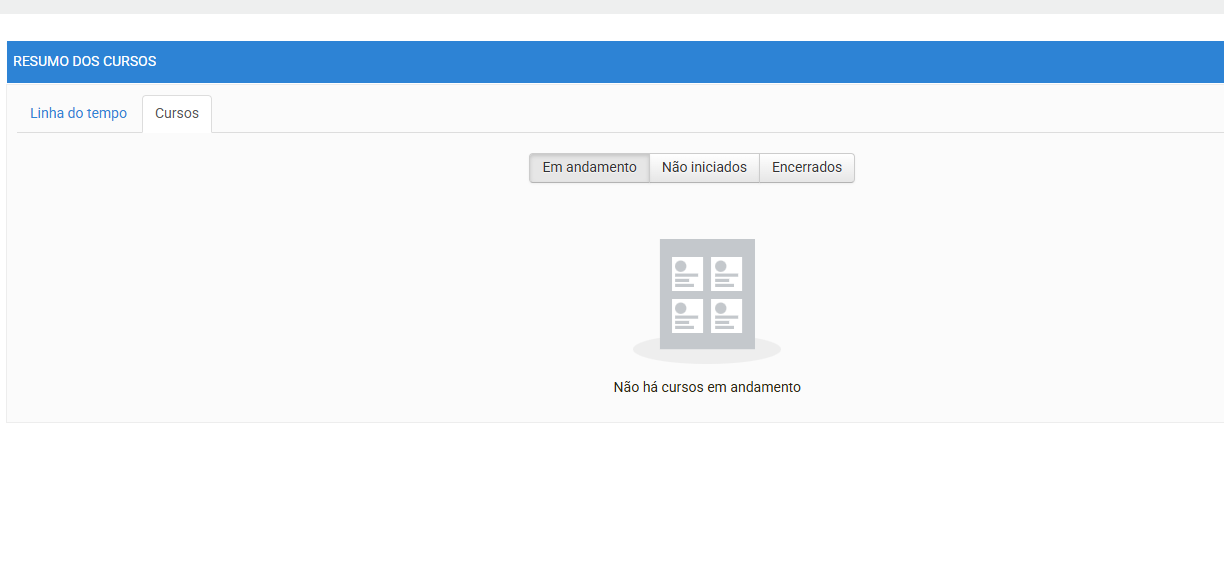 RESUMO DOS CURSOS
Linha do tempo Cursos
Em andamento Não iniciados Encerrados
Não há cursos em andamento